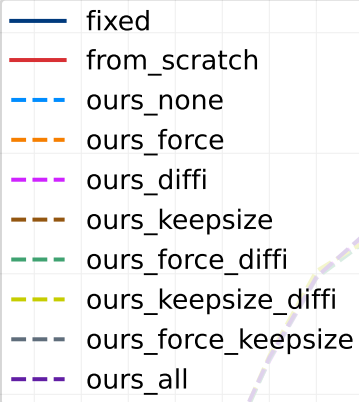 fixed
from_scratch
ours_none
ours_force
ours_diffi
ours_keepsize
ours_force_diffi
ours_keepsize_diffi
ours_force_keepsize
ours_all